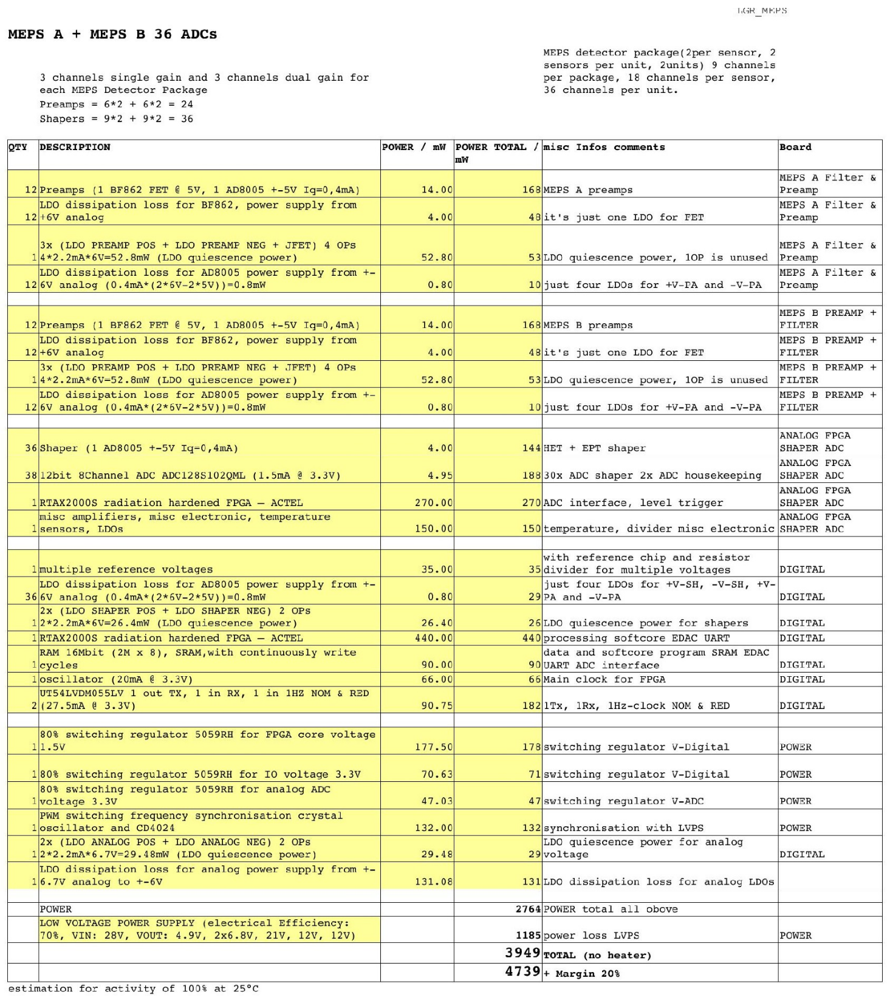 LGR_MEPS
MEPS A + MEPS B 36 ADCs
MEPS detector package(2per sensor, 2
sensors per unit, 2units) 9 channels
per package, 18 channels per sensor,
36 channels per unit.
3 channels single gain and 3 channels dual gain for
each MEPS Detector Package
Preamps = 6*2 + 6*2 = 24
Shapers = 9*2 + 9*2 = 36
QTY DESCRIPTION POWER / mW POWER TOTAL / misc Infos comments Board
mW
MEPS A Filter &
12 Preamps (1 BF862 FET @ 5V, 1 AD8005 +-5V Iq=0,4mA) 14.00 168 MEPS A preamps Preamp
LDO dissipation loss for BF862, power supply from MEPS A Filter &
12 +6V analog 4.00 48 it's just one LDO for FET Preamp
3x (LDO PREAMP POS + LDO PREAMP NEG + JFET) 4 OPs MEPS A Filter &
1 4*2.2mA*6V=52.8mW (LDO quiescence power) 52.80 53 LDO quiescence power, 1OP is unused Preamp
LDO dissipation loss for AD8005 power supply from +- MEPS A Filter &
12 6V analog (0.4mA*(2*6V-2*5V))=0.8mW 0.80 10 just four LDOs for +V-PA and -V-PA Preamp
MEPS B PREAMP +
12 Preamps (1 BF862 FET @ 5V, 1 AD8005 +-5V Iq=0,4mA) 14.00 168 MEPS B preamps FILTER
LDO dissipation loss for BF862, power supply from MEPS B PREAMP +
12 +6V analog 4.00 48 it's just one LDO for FET FILTER
3x (LDO PREAMP POS + LDO PREAMP NEG + JFET) 4 OPs MEPS B PREAMP +
1 4*2.2mA*6V=52.8mW (LDO quiescence power) 52.80 53 LDO quiescence power, 1OP is unused FILTER
LDO dissipation loss for AD8005 power supply from +- MEPS B PREAMP +
12 6V analog (0.4mA*(2*6V-2*5V))=0.8mW 0.80 10 just four LDOs for +V-PA and -V-PA FILTER
ANALOG FPGA
36 Shaper (1 AD8005 +-5V Iq=0,4mA) 4.00 144 HET + EPT shaper SHAPER ADC
ANALOG FPGA
38 12bit 8Channel ADC ADC128S102QML (1.5mA @ 3.3V) 4.95 188 30x ADC shaper 2x ADC housekeeping SHAPER ADC
ANALOG FPGA
1 RTAX2000S radiation hardened FPGA – ACTEL 270.00 270 ADC interface, level trigger SHAPER ADC
misc amplifiers, misc electronic, temperature ANALOG FPGA
1 sensors, LDOs 150.00 150 temperature, divider misc electronic SHAPER ADC
with reference chip and resistor
1 multiple reference voltages 35.00 35 divider for multiple voltages DIGITAL
LDO dissipation loss for AD8005 power supply from +- just four LDOs for +V-SH, -V-SH, +V-
36 6V analog (0.4mA*(2*6V-2*5V))=0.8mW 0.80 29 PA and -V-PA DIGITAL
2x (LDO SHAPER POS + LDO SHAPER NEG) 2 OPs
1 2*2.2mA*6V=26.4mW (LDO quiescence power) 26.40 26 LDO quiescence power for shapers DIGITAL
1 RTAX2000S radiation hardened FPGA – ACTEL 440.00 440 processing softcore EDAC UART DIGITAL
RAM 16Mbit (2M x 8), SRAM,with continuously write data and softcore program SRAM EDAC
1 cycles 90.00 90 UART ADC interface DIGITAL
1 oscillator (20mA @ 3.3V) 66.00 66 Main clock for FPGA DIGITAL
UT54LVDM055LV 1 out TX, 1 in RX, 1 in 1HZ NOM & RED
2 (27.5mA @ 3.3V) 90.75 182 1Tx, 1Rx, 1Hz-clock NOM & RED DIGITAL
80% switching regulator 5059RH for FPGA core voltage
1 1.5V 177.50 178 switching regulator V-Digital POWER
1 80% switching regulator 5059RH for IO voltage 3.3V 70.63 71 switching regulator V-Digital POWER
80% switching regulator 5059RH for analog ADC
1 voltage 3.3V 47.03 47 switching regulator V-ADC POWER
PWM switching frequency synchronisation crystal
1 oscillator and CD4024 132.00 132 synchronisation with LVPS POWER
2x (LDO ANALOG POS + LDO ANALOG NEG) 2 OPs LDO quiescence power for analog
1 2*2.2mA*6.7V=29.48mW (LDO quiescence power) 29.48 29 voltage DIGITAL
LDO dissipation loss for analog power supply from +-
1 6.7V analog to +-6V 131.08 131 LDO dissipation loss for analog LDOs
POWER 2764 POWER total all obove
LOW VOLTAGE POWER SUPPLY (electrical Efficiency:
70%, VIN: 28V, VOUT: 4.9V, 2x6.8V, 21V, 12V, 12V) 1185 power loss LVPS POWER
3949 TOTAL (no heater)
4739 + Margin 20%
estimation for activity of 100% at 25°C